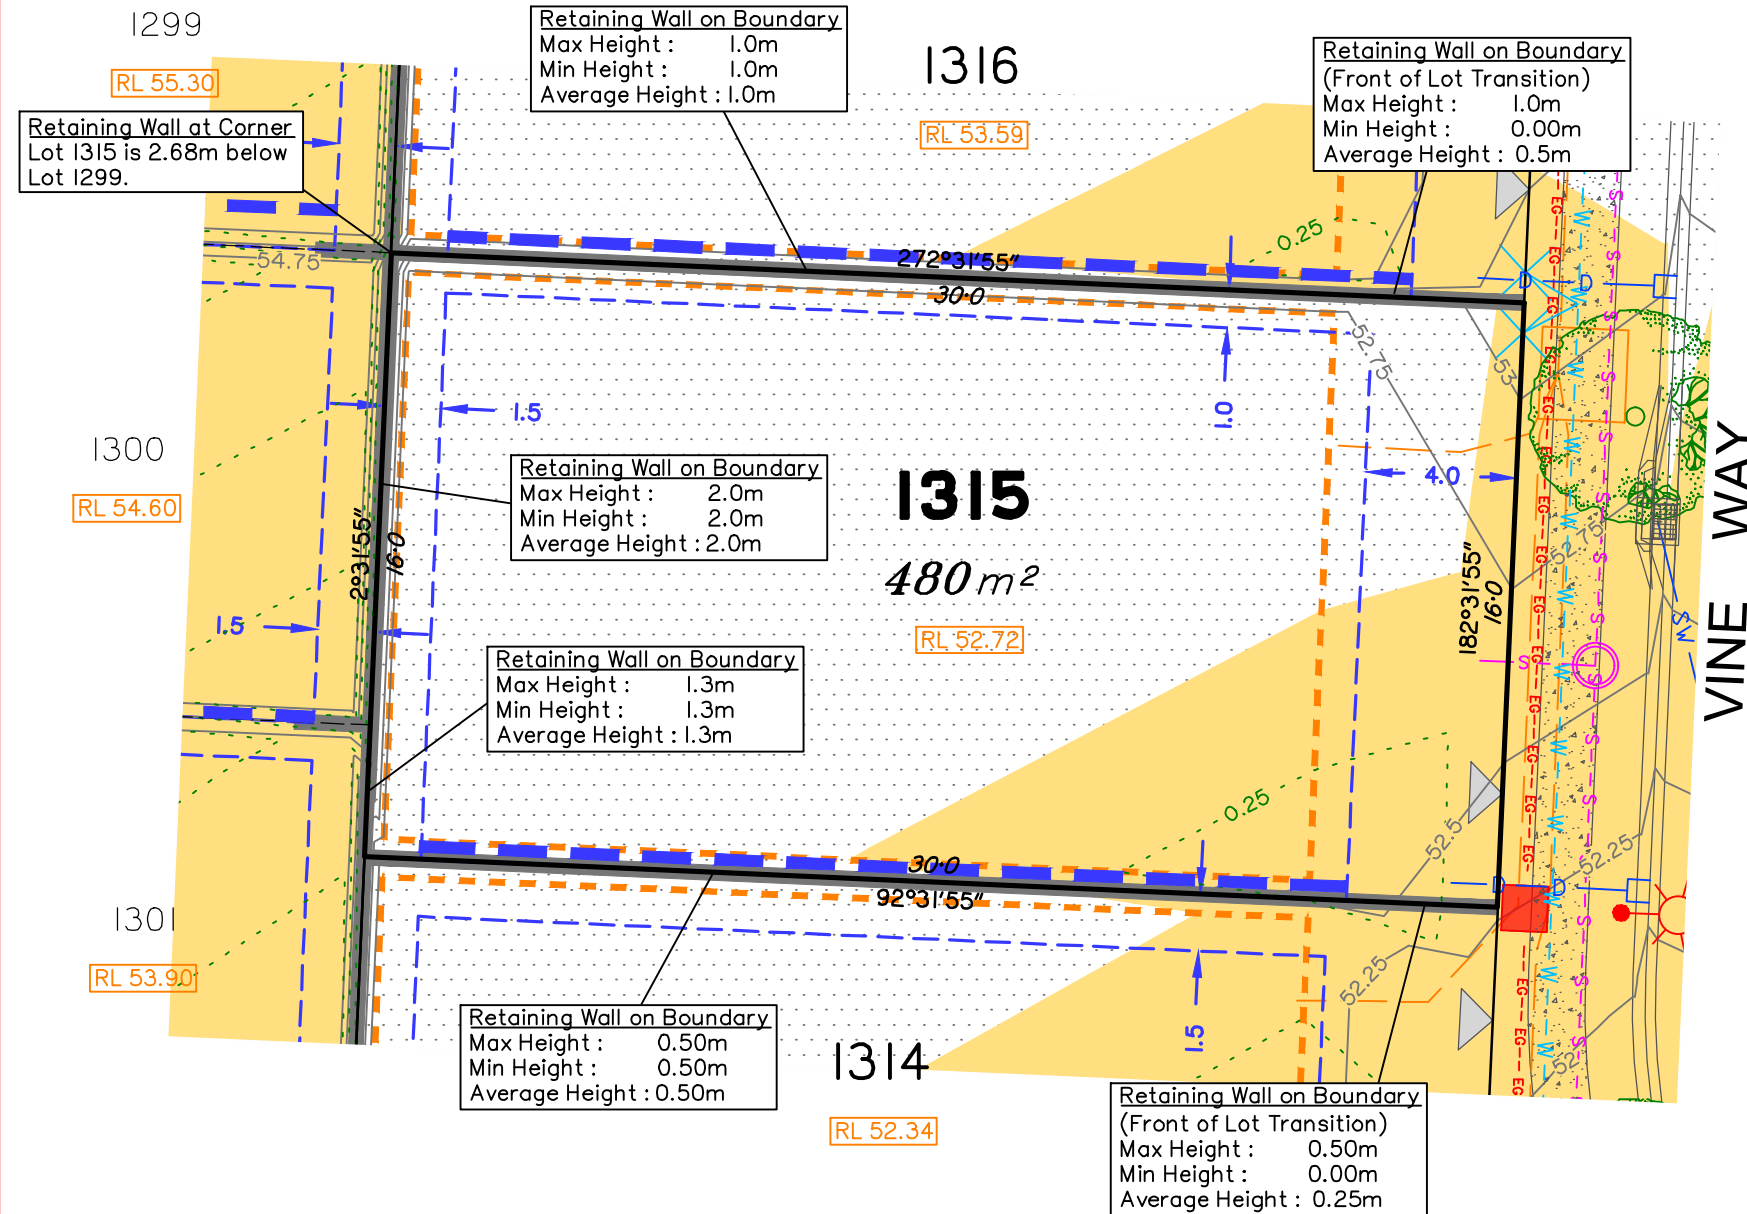 1299
RL 55.30
Retaining Wall at Corner
Lot 1315 is 2.68m below
Lot 1299.
Retaining Wall on Boundary
Max Height : 1.0m
Min Height : 1.0m
Average Height : 1.0m
1316
RL 53.59
Retaining Wall on Boundary
(Front of Lot Transition)
Max Height : 1.0m
Min Height : 0.00m
Average Height : 0.5m
54.75
272°31'55"
30·0
0.25
52.75
53
1.0
1.5
4.0
1300
RL 54.60
Retaining Wall on Boundary
Max Height : 2.0m
Min Height : 2.0m
Average Height : 2.0m
1315
480 m²
RL 52.72
2°31'55"
16·0
182°31'55"
16·0
52.75
1.5
Retaining Wall on Boundary
Max Height : 1.3m
Min Height : 1.3m
Average Height : 1.3m
0.25
52.5
52.25
30·0
92°31'55"
1301
RL 53.90
Retaining Wall on Boundary
Max Height : 0.50m
Min Height : 0.50m
Average Height : 0.50m
1314
RL 52.34
1.5
52.25
52
Retaining Wall on Boundary
(Front of Lot Transition)
Max Height : 0.50m
Min Height : 0.00m
Average Height : 0.25m
EG
W
S
D
SW
VINE WAY